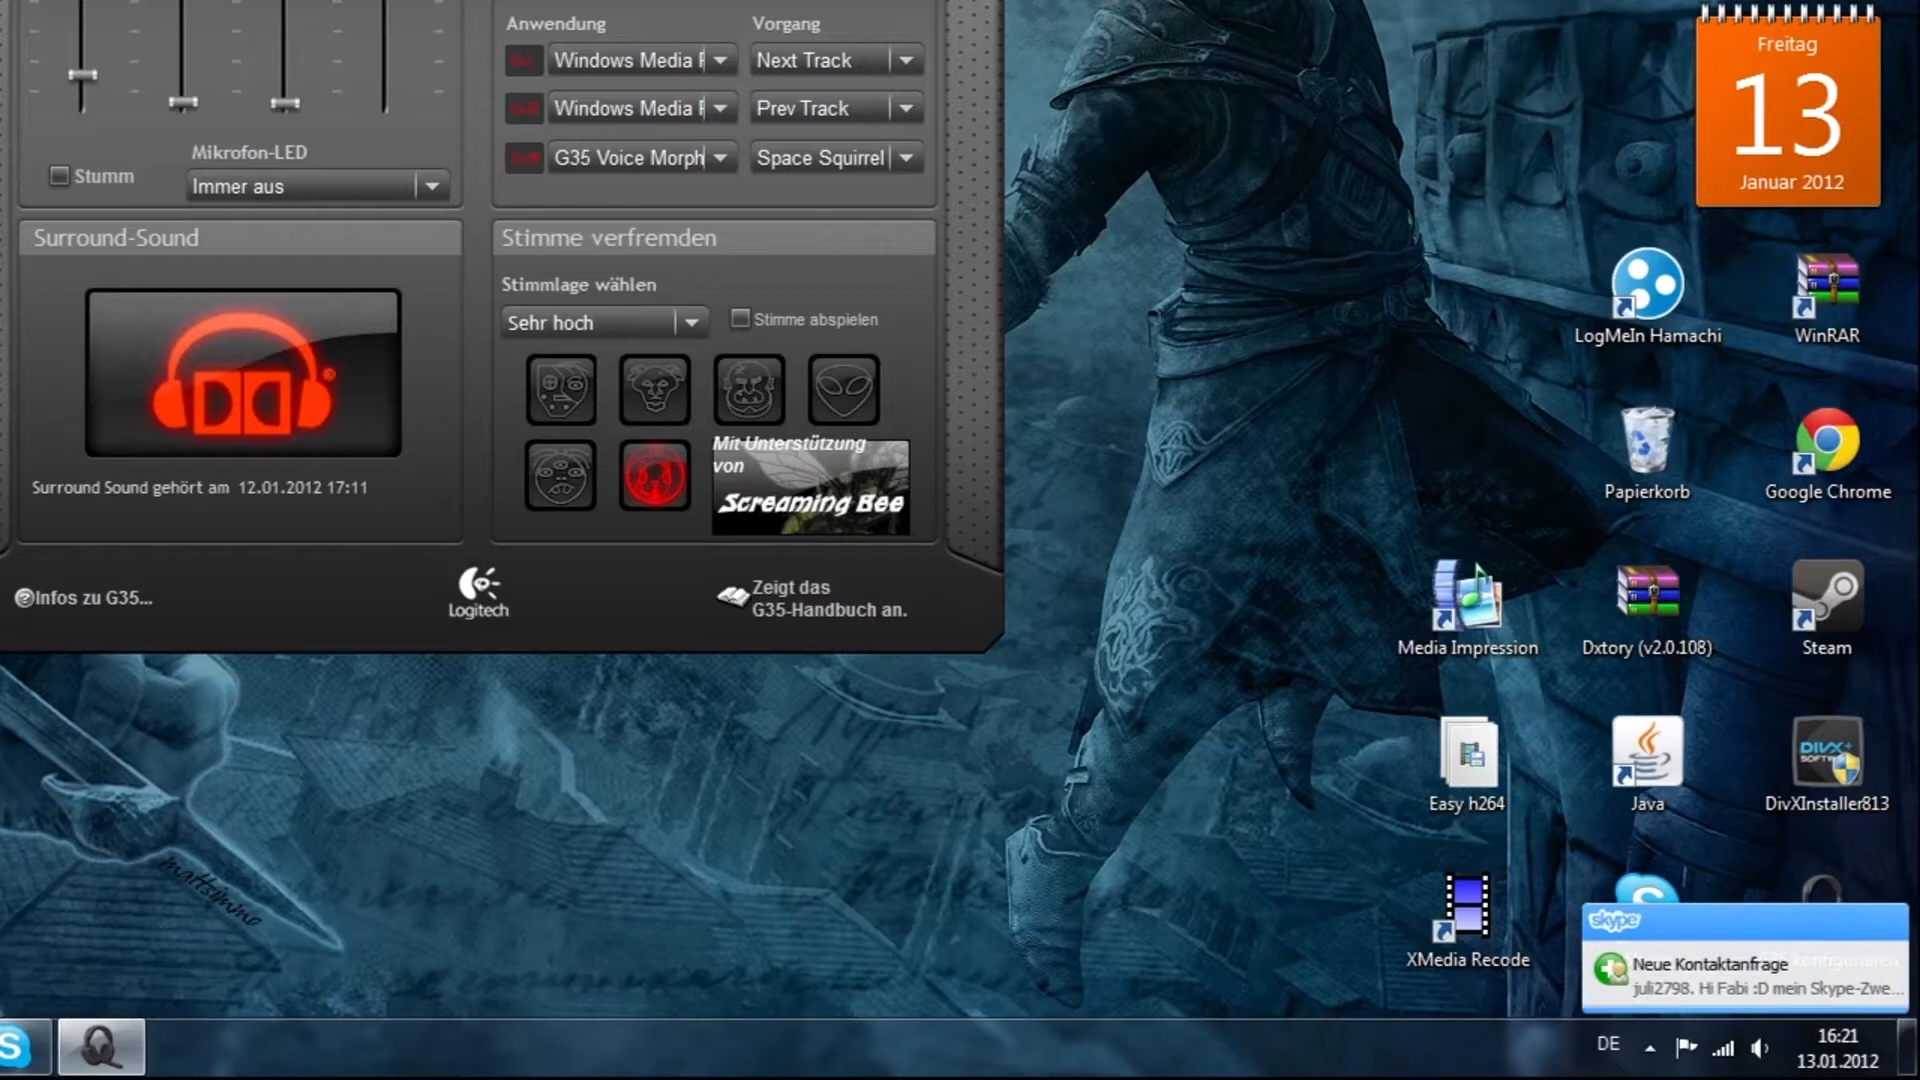 Anwendung
Vorgang
Windows Media
Next Track
Windows Media
Prev Track
G35 Voice Morph
Space Squirrel
Mikrofon-LED
Stumm
Immer aus
Surround-Sound
Surround Sound gehört am 12.01.2012 17:11
Stimme verfremden
Stimmlage wählen
Sehr hoch
Stimme abspielen
Mit Unterstützung
von
Screaming Bee
Infos zu G35...
Logitech
Zeigt das
G35-Handbuch an.
Freitag
13
Januar 2012
LogMeIn Hamachi
WinRAR
Papierkorb
Google Chrome
Media Impression
Dxtory (v2.0.108)
Steam
Easy h264
Java
DIVX+
SOFTWARE
DivXInstaller813
XMedia Recode
mattsimmo
skype
Neue Kontaktanfrage
juli2798. Hi Fabi :D mein Skype-Zwe...
DE
16:21
13.01.2012